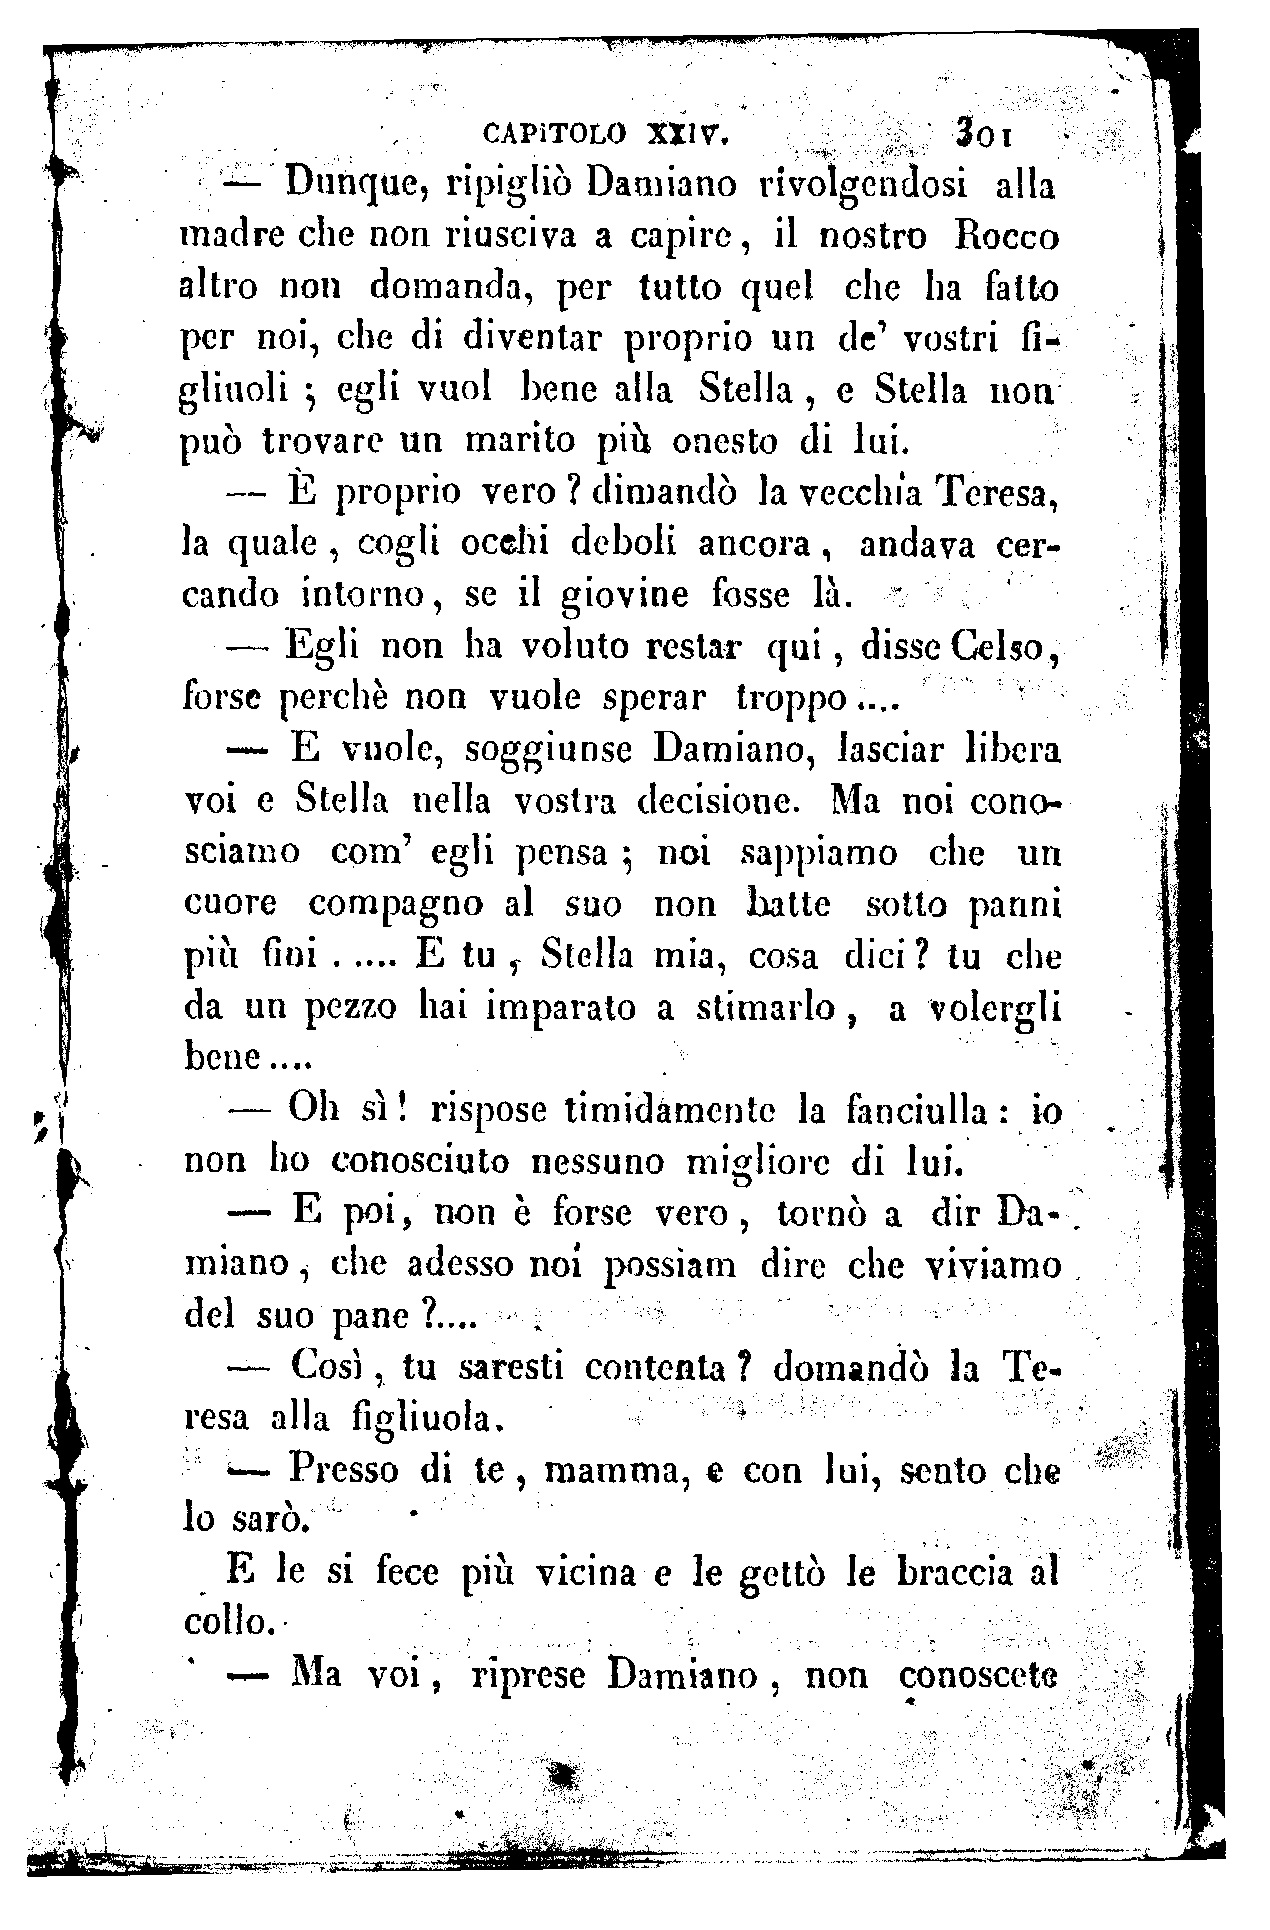 CAPITOLO XXIV. 301
— Dunque, ripigliò Damiano rivolgendosi alla
madre che non riusciva a capire, il nostro Rocco
altro non domanda, per tutto quel che ha fatto
per noi, che di diventar proprio un de' vostri fi-
gliuoli ; egli vuol bene alla Stella , e Stella non
può trovare un marito più onesto di lui.
— È proprio vero ? dimandò la vecchia Teresa,
la quale , cogli occhi deboli ancora , andava cer-
cando intorno, se il giovine fosse là.
— Egli non ha voluto restar qui , disse Celso,
forse perchè non vuole sperar troppo ....
— E vuole, soggiunse Damiano, lasciar libera
voi e Stella nella vostra decisione. Ma noi cono-
sciamo com' egli pensa ; noi sappiamo che un
cuore compagno al suo non batte sotto panni
più fini . .... E tu , Stella mia, cosa dici ? tu che
da un pezzo hai imparato a stimarlo , a volergli
bene ....
— Oh sì ! rispose timidamente la fanciulla : io
non ho conosciuto nessuno migliore di lui.
— E poi, non è forse vero , tornò a dir Da-
miano , che adesso noi possiam dire che viviamo
del suo pane ?....
— Così , tu saresti contenta ? domandò la Te-
resa alla figliuola.
— Presso di te , mamma, e con lui, sento che
lo sarò.
E le si fece più vicina e le gettò le braccia al
collo.
— Ma voi , riprese Damiano , non conoscete